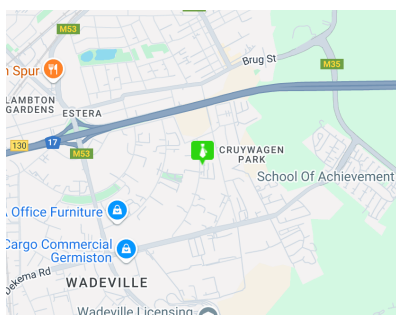 M53
Brug St
M35
n Spur
LAMBTON
GARDENS
ESTERA
17
130
M53
CRUYWAGEN
PARK
School Of Achievement
A Office Furniture
Cargo Commercial
Germiston
Dekema Rd
WADEVILLE
Wadeville Licensing